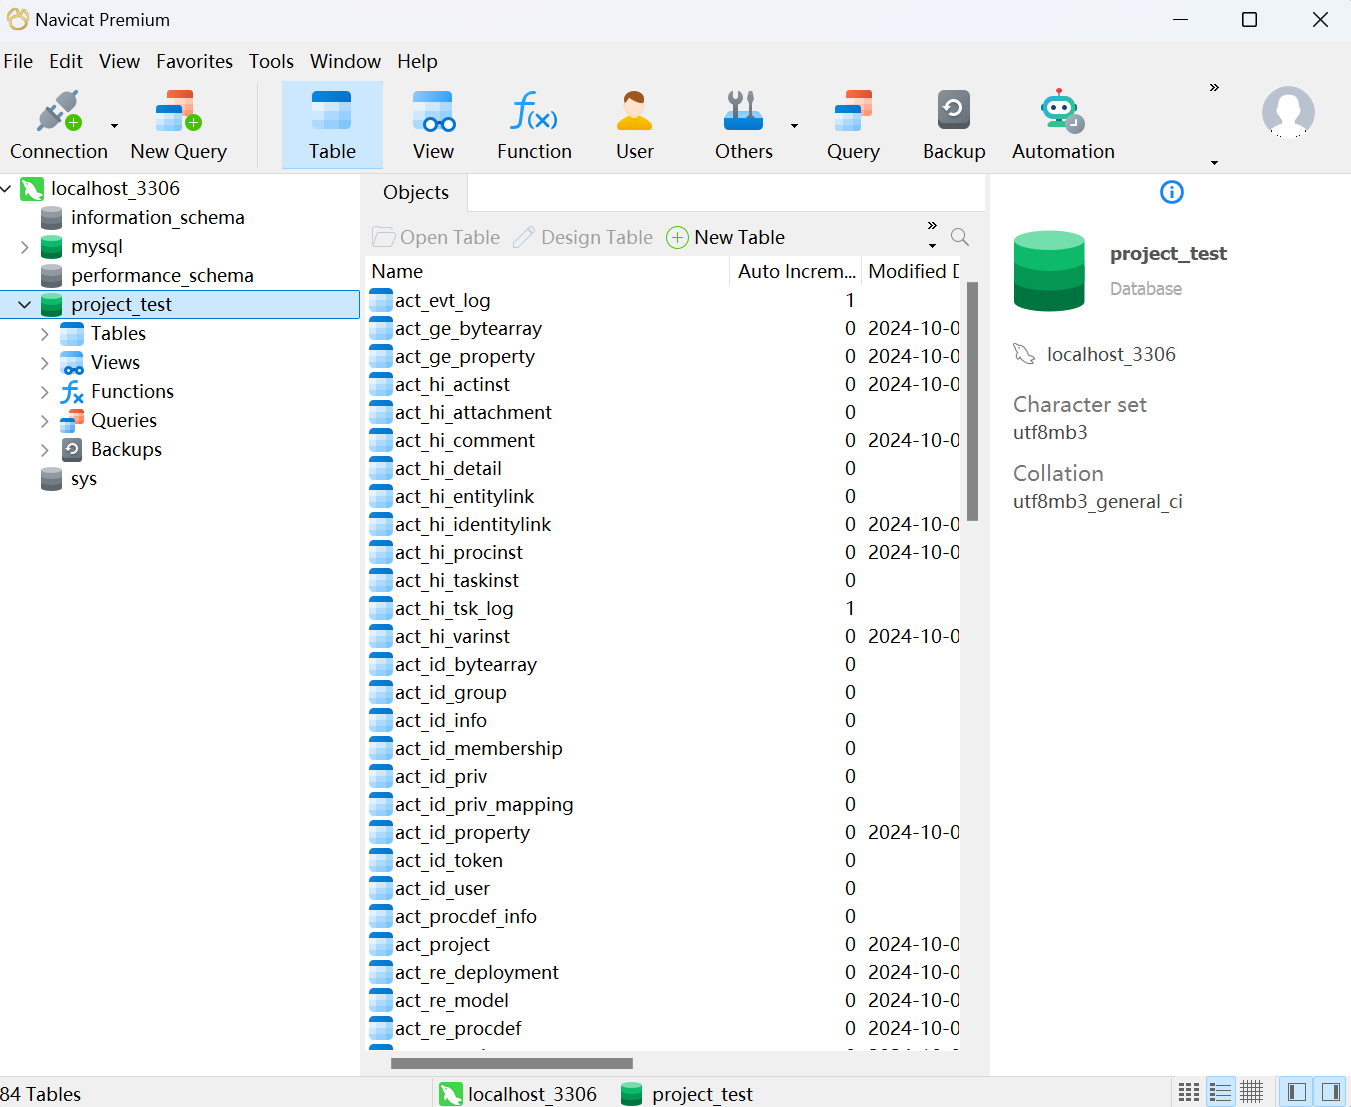 Navicat Premium
File Edit View Favorites Tools Window Help
Connection New Query Table View Function User Others Query Backup Automation
localhost_3306
information_schema
mysql
performance_schema
project_test
Tables
Views
Functions
Queries
Backups
sys
Objects
Open Table Design Table New Table
Name Auto Increm... Modified D
act_evt_log 1
act_ge_bytearray 0 2024-10-0
act_ge_property 0 2024-10-0
act_hi_actinst 0 2024-10-0
act_hi_attachment 0
act_hi_comment 0 2024-10-0
act_hi_detail 0
act_hi_entitylink 0
act_hi_identitylink 0 2024-10-0
act_hi_procinst 0 2024-10-0
act_hi_taskinst 0
act_hi_tsk_log 1
act_hi_varinst 0 2024-10-0
act_id_bytearray 0
act_id_group 0
act_id_info 0
act_id_membership 0
act_id_priv 0
act_id_priv_mapping 0
act_id_property 0 2024-10-0
act_id_token 0
act_id_user 0
act_procdef_info 0
act_project 0 2024-10-0
act_re_deployment 0 2024-10-0
act_re_model 0 2024-10-0
act_re_procdef 0 2024-10-0
project_test
Database
localhost_3306
Character set
utf8mb3
Collation
utf8mb3_general_ci
84 Tables localhost_3306 project_test